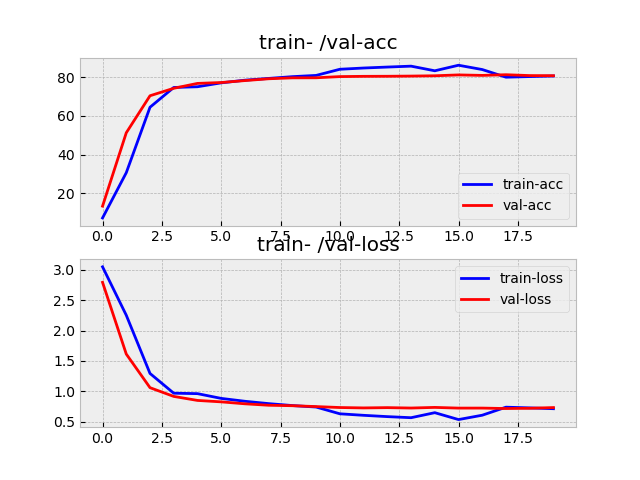 train- /val-acc
80
60
40
20
train-acc
val-acc
0.0 2.5 5.0 7.5 10.0 12.5 15.0 17.5
train- /val-loss
3.0
2.5
2.0
1.5
1.0
0.5
train-loss
val-loss
0.0 2.5 5.0 7.5 10.0 12.5 15.0 17.5